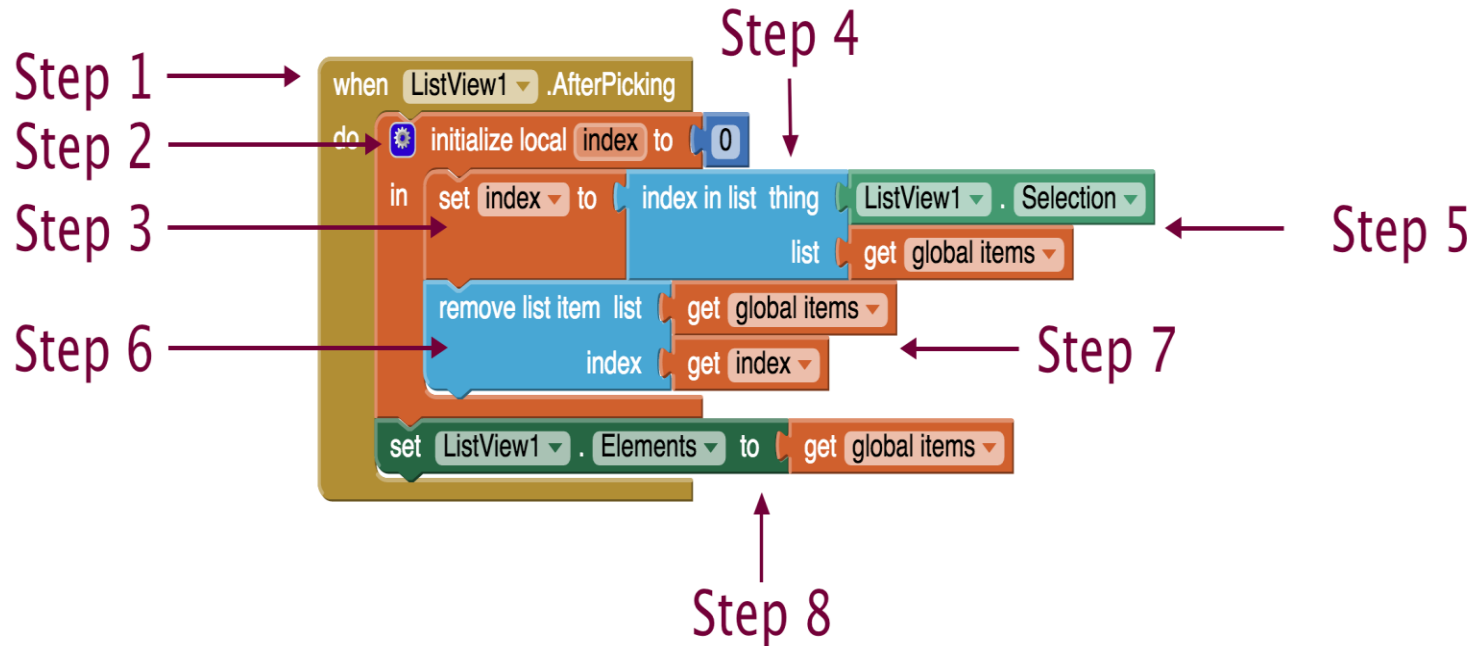 Step 4
Step 1
when ListView1 .AfterPicking
Step 2
do initialize local index to 0
in set index to index in list thing ListView1 . Selection
Step 3
Step 5
list get global items
remove list item list get global items
Step 6
Step 7
index get index
set ListView1 . Elements to get global items
Step 8